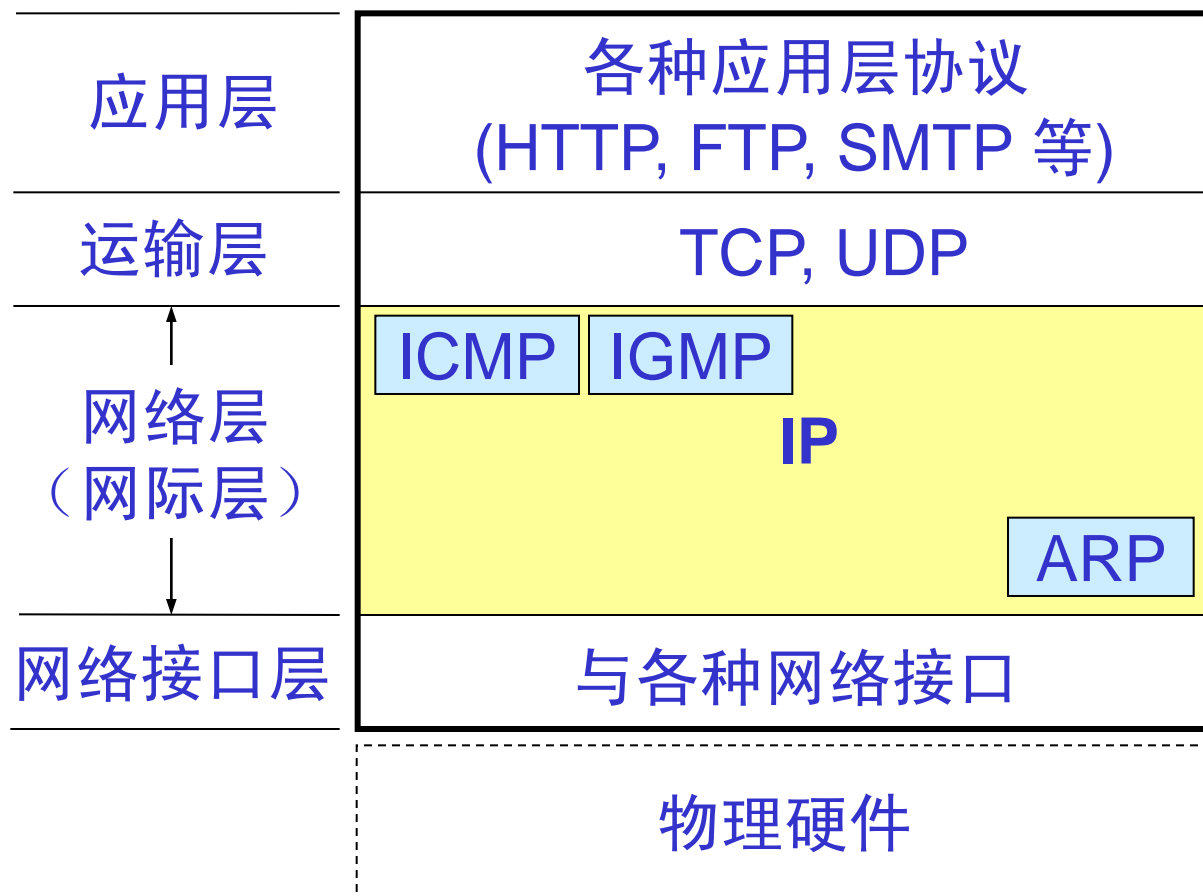 应用层
各种应用层协议
(HTTP, FTP, SMTP 等)
运输层
TCP, UDP
ICMP
IGMP
网络层
（网际层）
IP
ARP
网络接口层
与各种网络接口
物理硬件